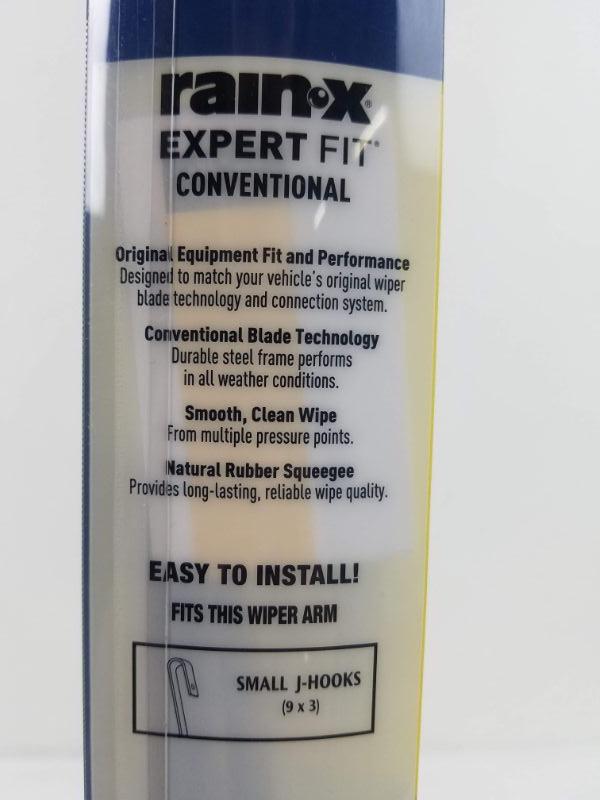 rain-x®
EXPERT FIT®
CONVENTIONAL
Original Equipment Fit and Performance
Designed to match your vehicle's original wiper
blade technology and connection system.
Conventional Blade Technology
Durable steel frame performs
in all weather conditions.
Smooth, Clean Wipe
From multiple pressure points.
Natural Rubber Squeegee
Provides long-lasting, reliable wipe quality.
EASY TO INSTALL!
FITS THIS WIPER ARM
SMALL J-HOOKS
(9 x 3)